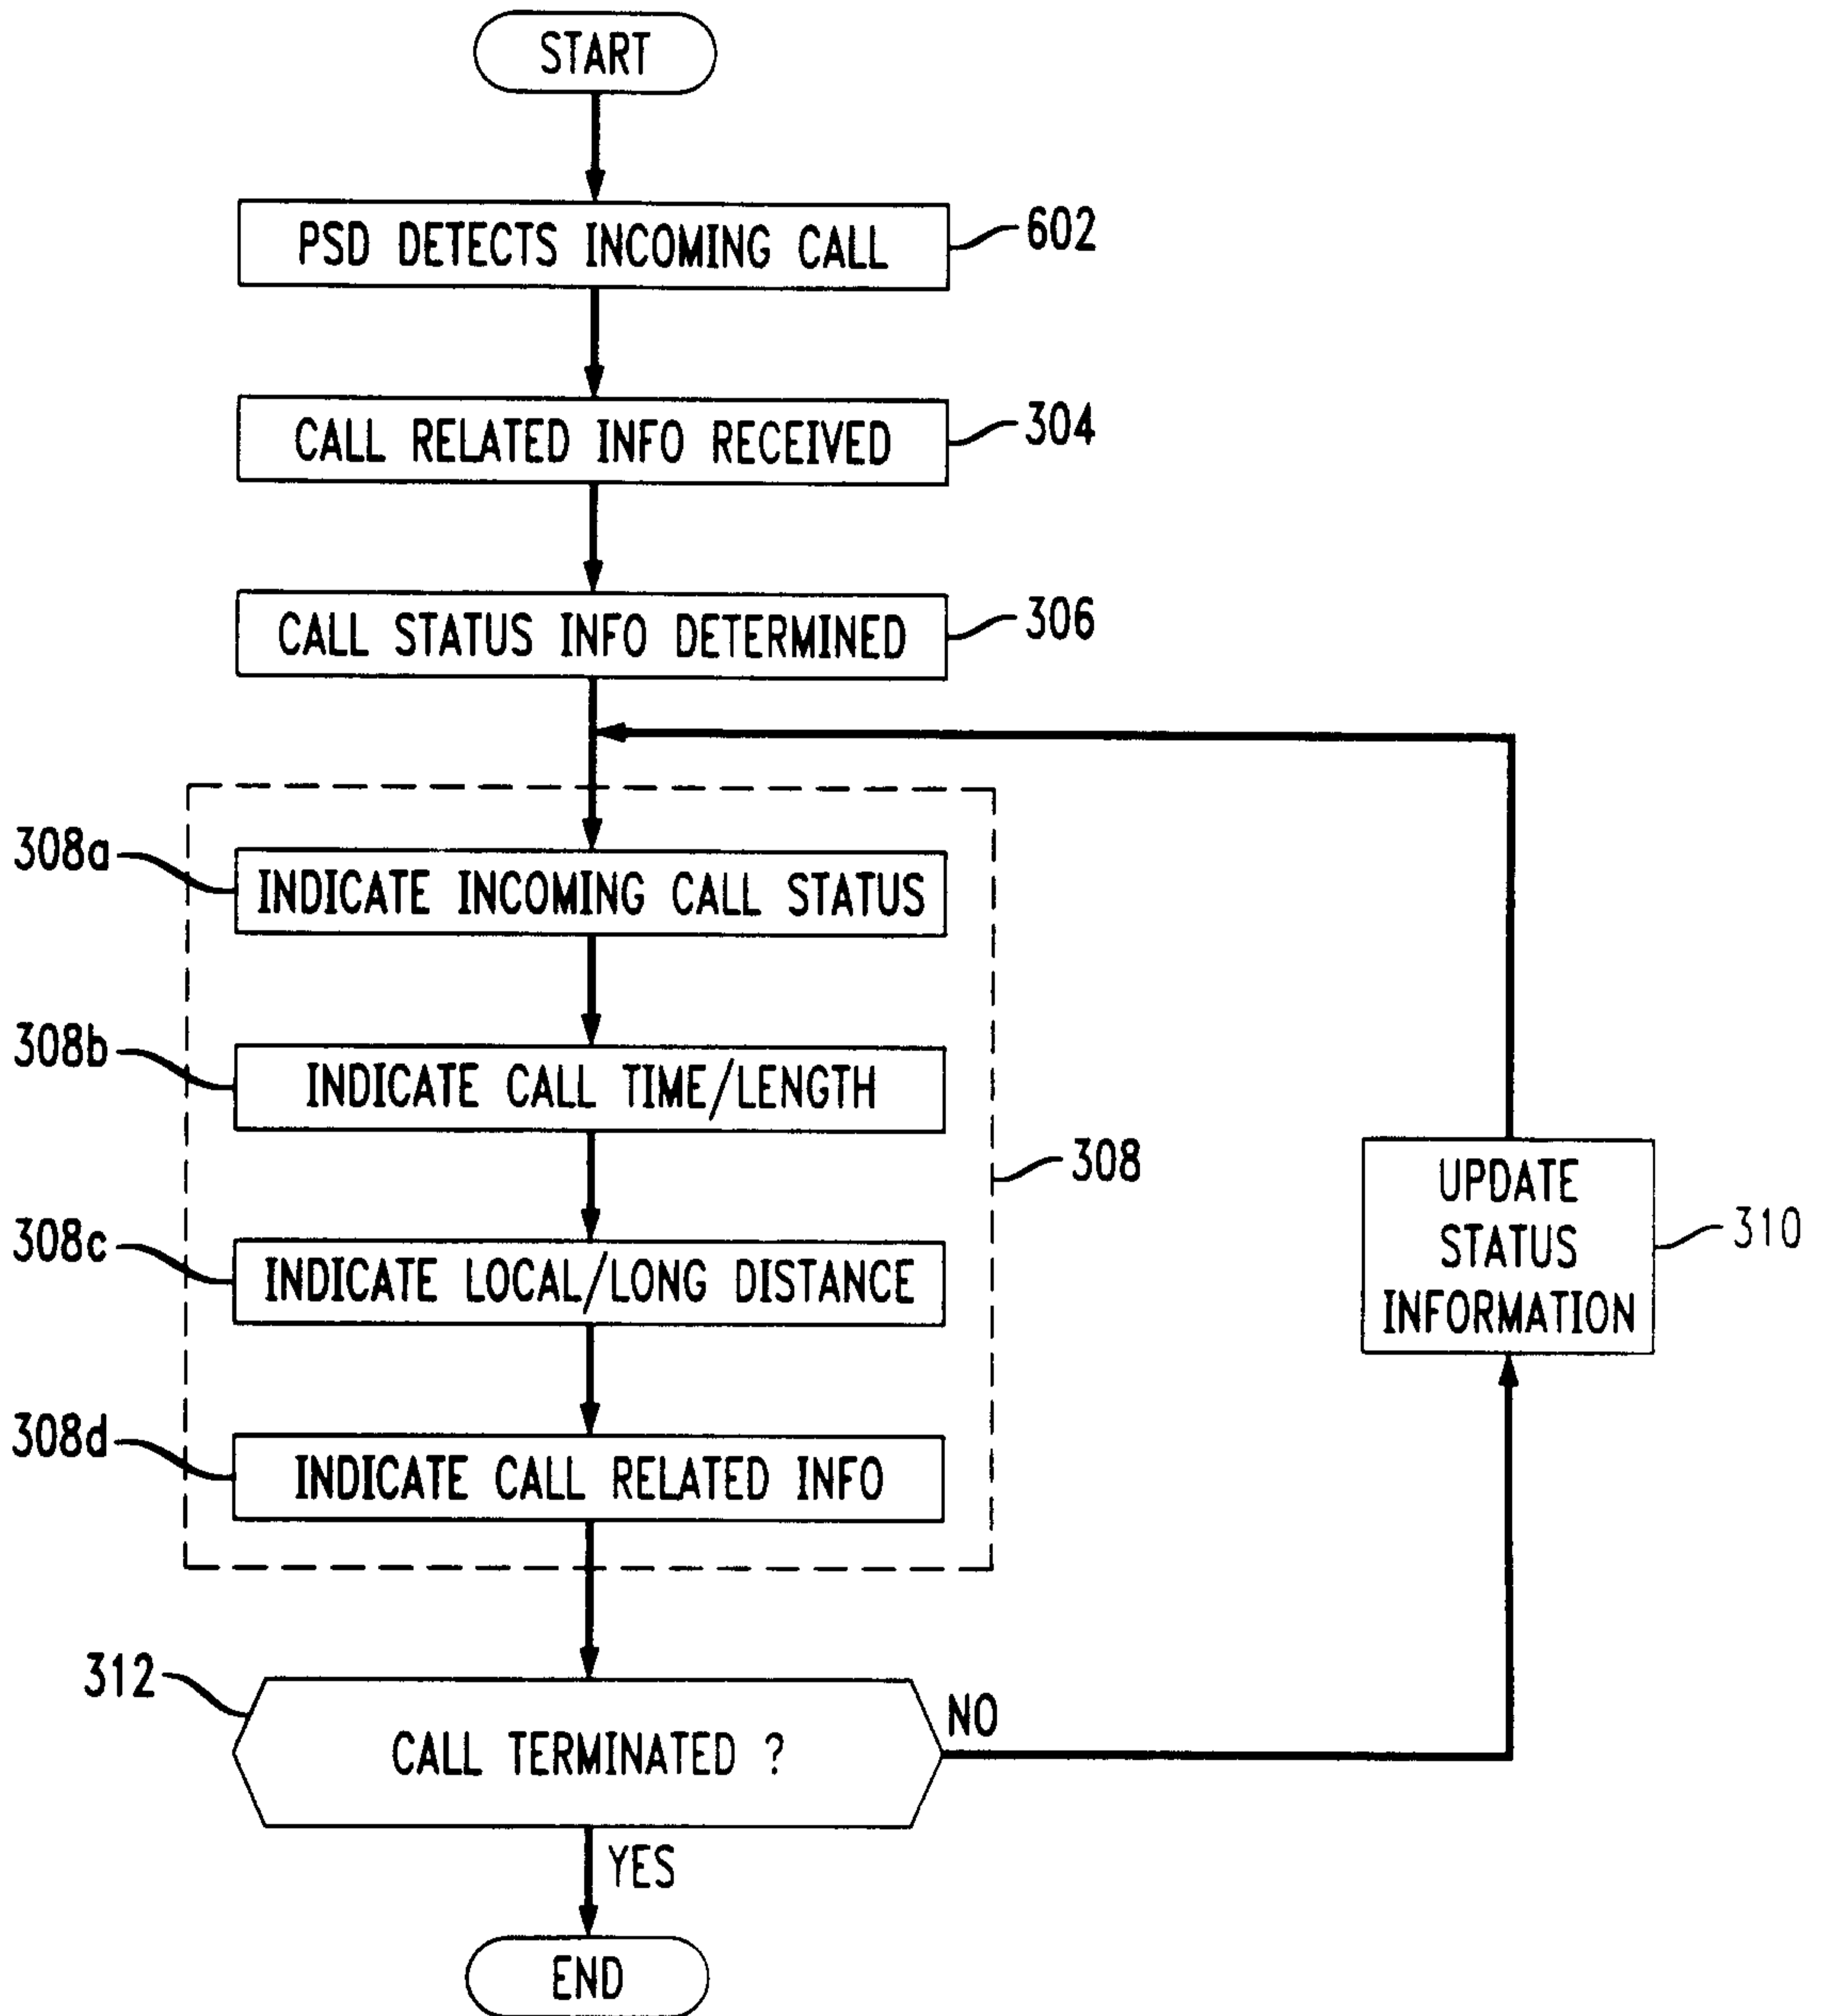 START
PSD DETECTS INCOMING CALL
602
CALL RELATED INFO RECEIVED
304
CALL STATUS INFO DETERMINED
306
308a
INDICATE INCOMING CALL STATUS
308b
INDICATE CALL TIME/LENGTH
308
308c
INDICATE LOCAL/LONG DISTANCE
UPDATE
STATUS
INFORMATION
310
308d
INDICATE CALL RELATED INFO
312
CALL TERMINATED ?
NO
YES
END